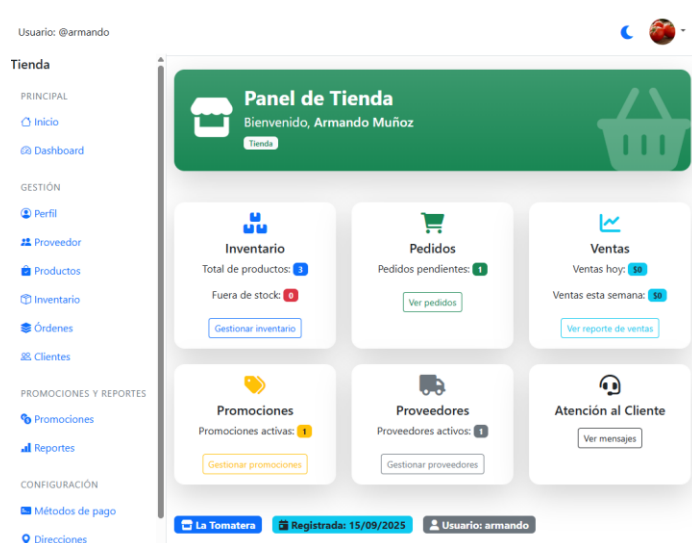 Usuario: @armando
Tienda
PRINCIPAL
Inicio
Dashboard
GESTIÓN
Perfil
Proveedor
Productos
Inventario
Órdenes
Clientes
PROMOCIONES Y REPORTES
Promociones
Reportes
CONFIGURACIÓN
Métodos de pago
Direcciones
Panel de Tienda
Bienvenido, Armando Muñoz
Tienda
Inventario
Total de productos: 3
Fuera de stock: 0
Gestionar inventario
Pedidos
Pedidos pendientes: 1
Ver pedidos
Ventas
Ventas hoy: $0
Ventas esta semana: $0
Ver reporte de ventas
Promociones
Promociones activas: 1
Gestionar promociones
Proveedores
Proveedores activos: 1
Gestionar proveedores
Atención al Cliente
Ver mensajes
La Tomatera
Registrada: 15/09/2025
Usuario: armando